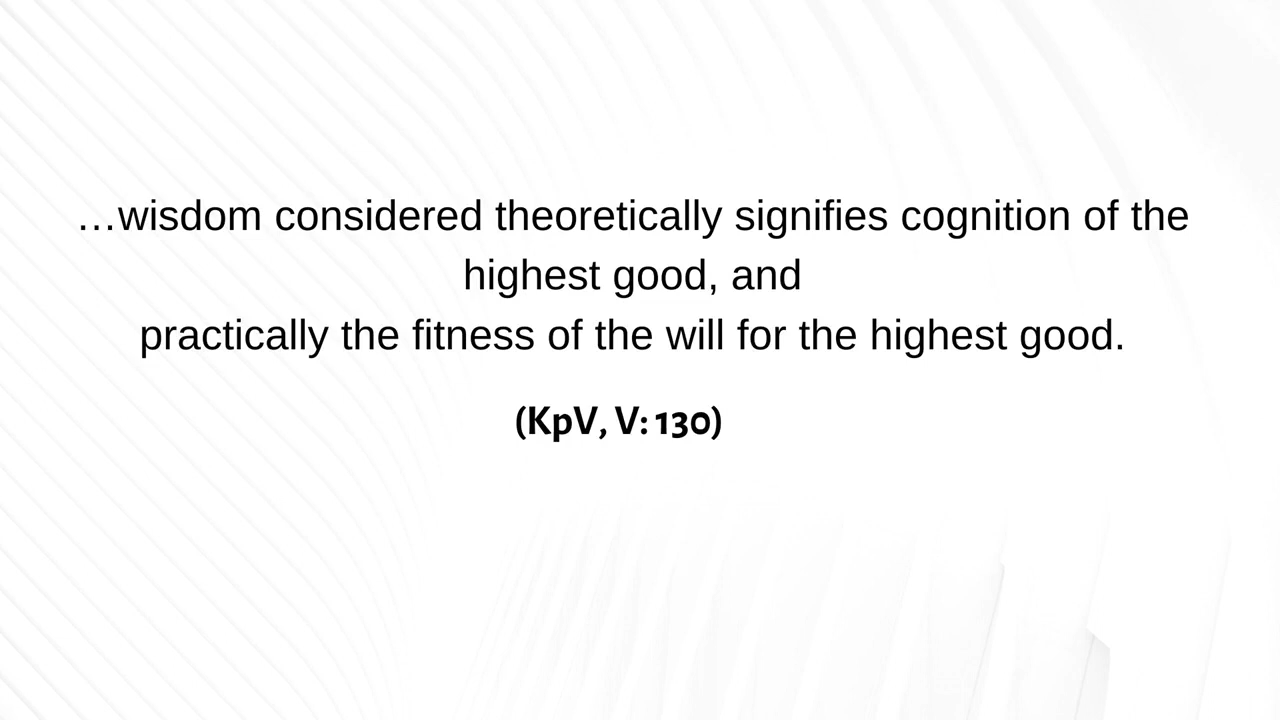 …wisdom considered theoretically signifies cognition of the
highest good, and
practically the fitness of the will for the highest good.
(KpV, V: 130)